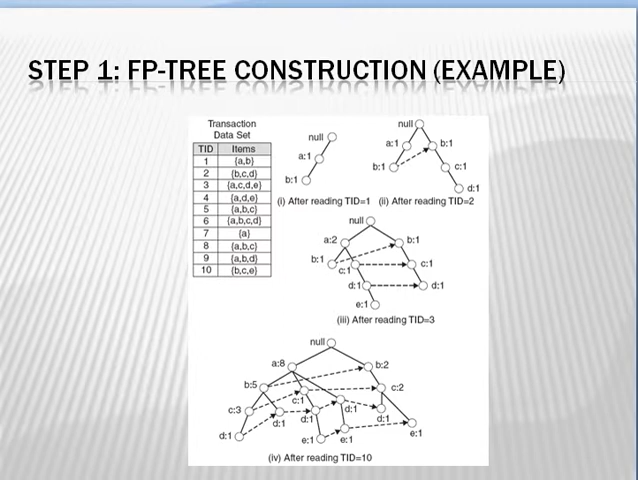 STEP 1: FP-TREE CONSTRUCTION (EXAMPLE)
Transaction
Data Set
TID Items
1 {a,b}
2 {b,c,d}
3 {a,c,d,e}
4 {a,d,e}
5 {a,b,c}
6 {a,b,c,d}
7 {a}
8 {a,b,c}
9 {a,b,d}
10 {b,c,e}
null
a:1
b:1
(i) After reading TID=1
null
a:1 b:1
b:1 c:1
d:1
(ii) After reading TID=2
null
a:2 b:1
b:1 c:1 c:1
d:1 d:1
e:1
(iii) After reading TID=3
null
a:8 b:2
b:5 c:2
c:3 c:1 d:1
d:1 d:1 d:1 d:1
e:1 e:1 e:1
(iv) After reading TID=10